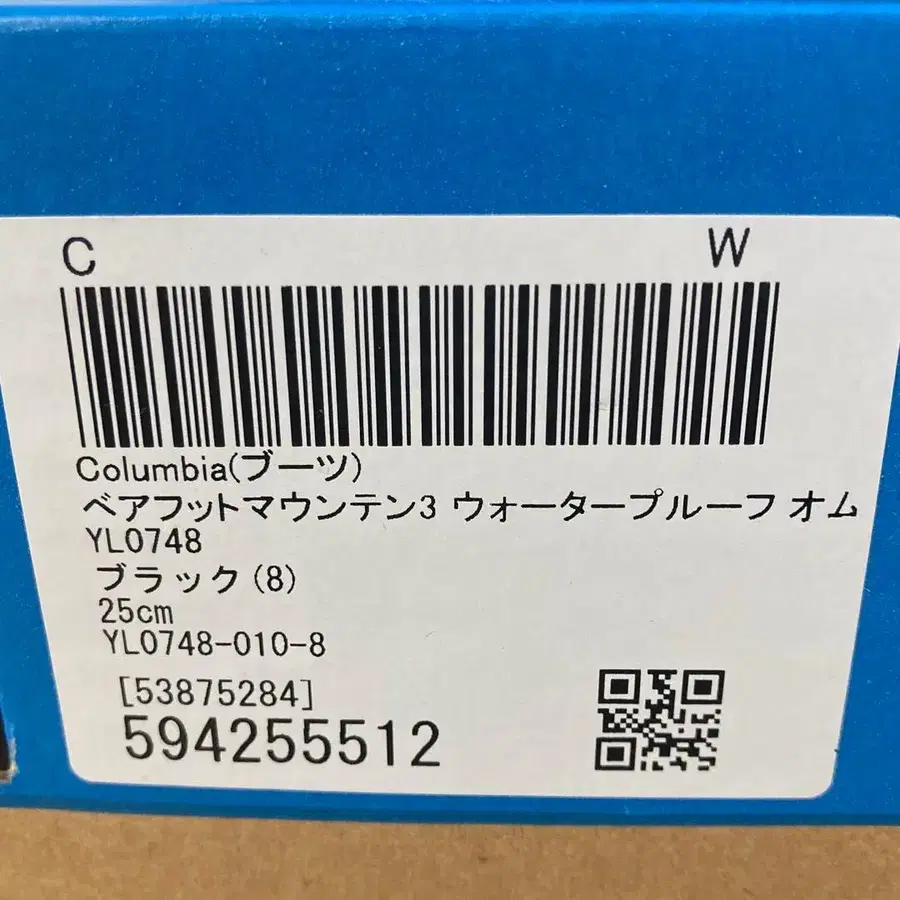 C W
Columbia(ブーツ)
ベアフットマウンテン3 ウォータープルーフ オム
YL0748
ブラック(8)
25cm
YL0748-010-8
[53875284]
594255512